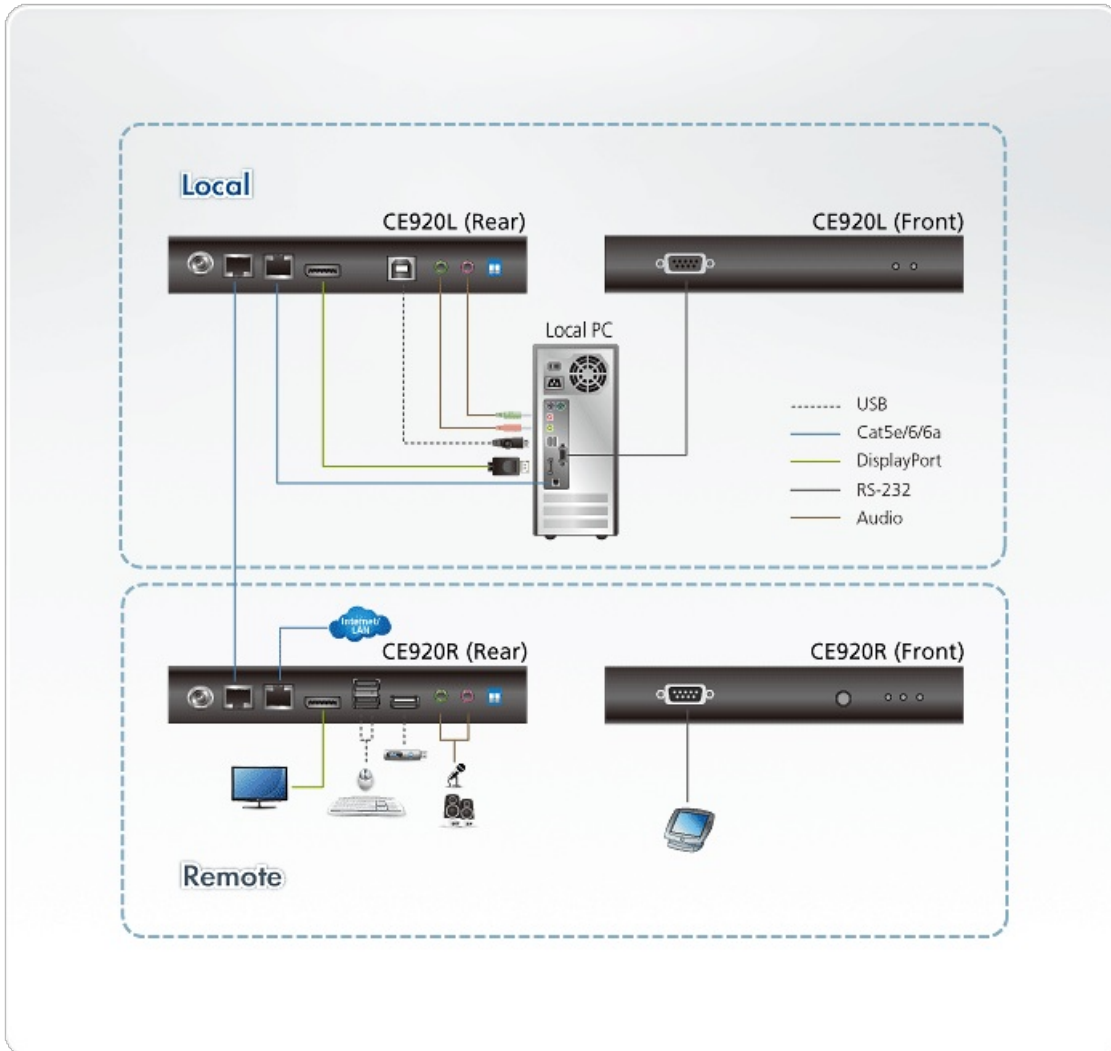 Local
CE920L (Rear)
CE920L (Front)
Local PC
USB
Cat5e/6/6a
DisplayPort
RS-232
Audio
Internet/
LAN
CE920R (Rear)
CE920R (Front)
Remote